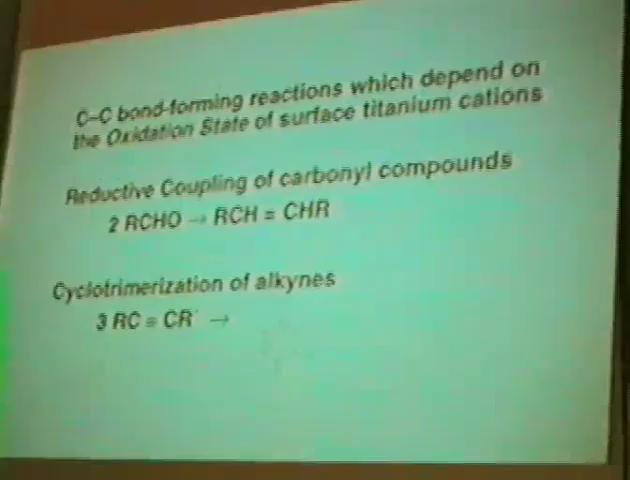 C–C bond-forming reactions which depend on
the Oxidation State of surface titanium cations
Reductive Coupling of carbonyl compounds
2 RCHO → RCH = CHR
Cyclotrimerization of alkynes
3 RC ≡ CR' →